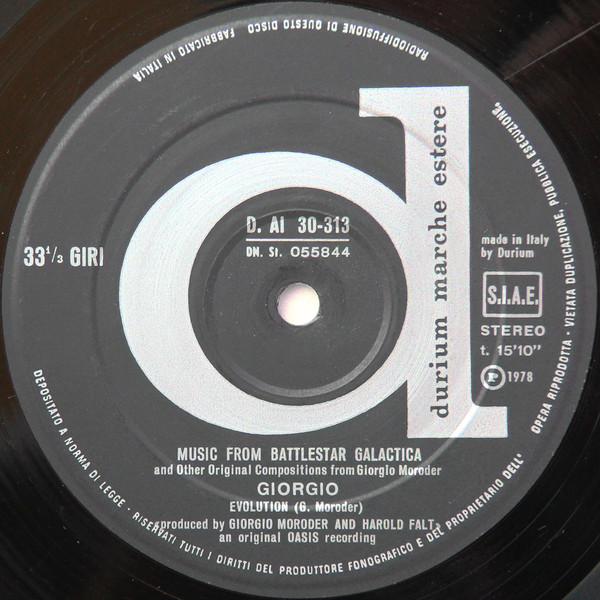 RADIODIFFUSIONE DI QUESTO DISCO FABBRICATO IN ITALIA
d
durium marche estere
D. AI 30-313
DN. St. 055844
33 1/3 GIRI
made in Italy
by Durium
S.I.A.E.
STEREO
t. 15'10"
P 1978
MUSIC FROM BATTLESTAR GALACTICA
and Other Original Compositions from Giorgio Moroder
GIORGIO
EVOLUTION (G. Moroder)
produced by GIORGIO MORODER AND HAROLD FALT.
an original OASIS recording
DEPOSITATO A NORMA DI LEGGE - RISERVATI TUTTI I DIRITTI DEL PRODUTTORE FONOGRAFICO E DEL PROPRIETARIO DELL' OPERA RIPRODOTTA - VIETATA DUPLICAZIONE, PUBBLICA ESECUZIONE,